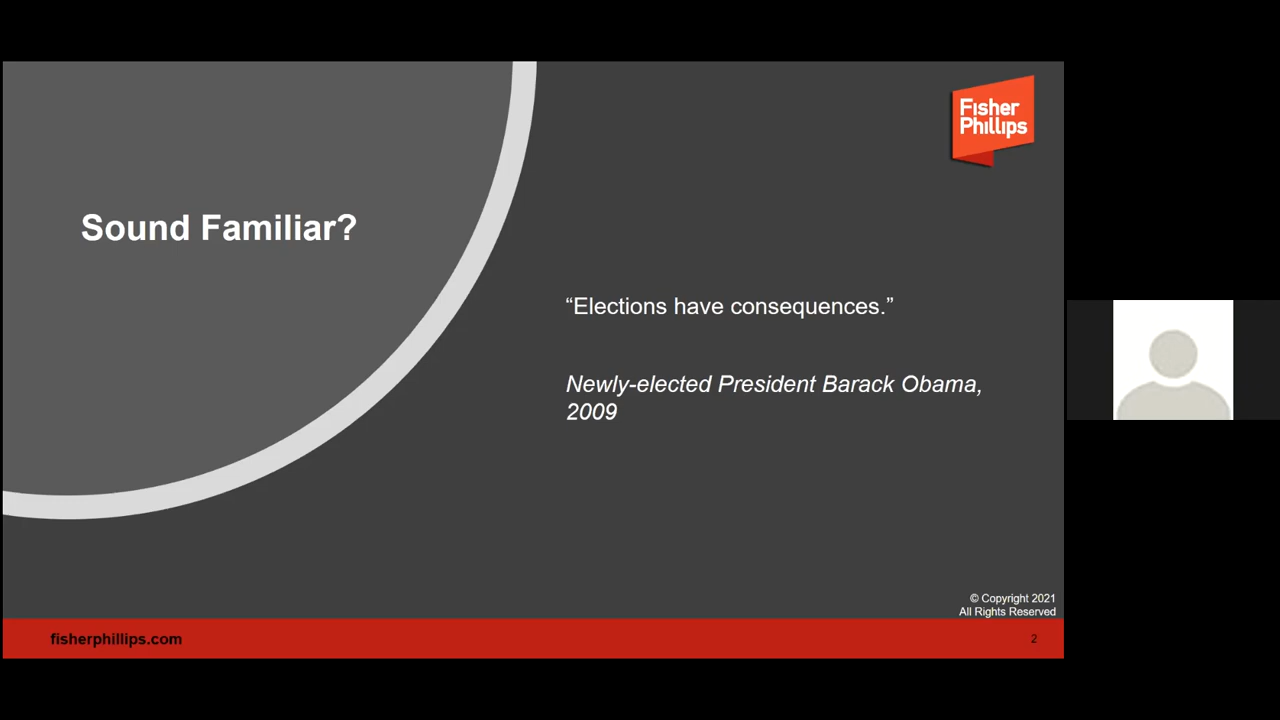 Fisher
Phillips
Sound Familiar?
“Elections have consequences.”
Newly-elected President Barack Obama,
2009
© Copyright 2021
All Rights Reserved
fisherphillips.com
2